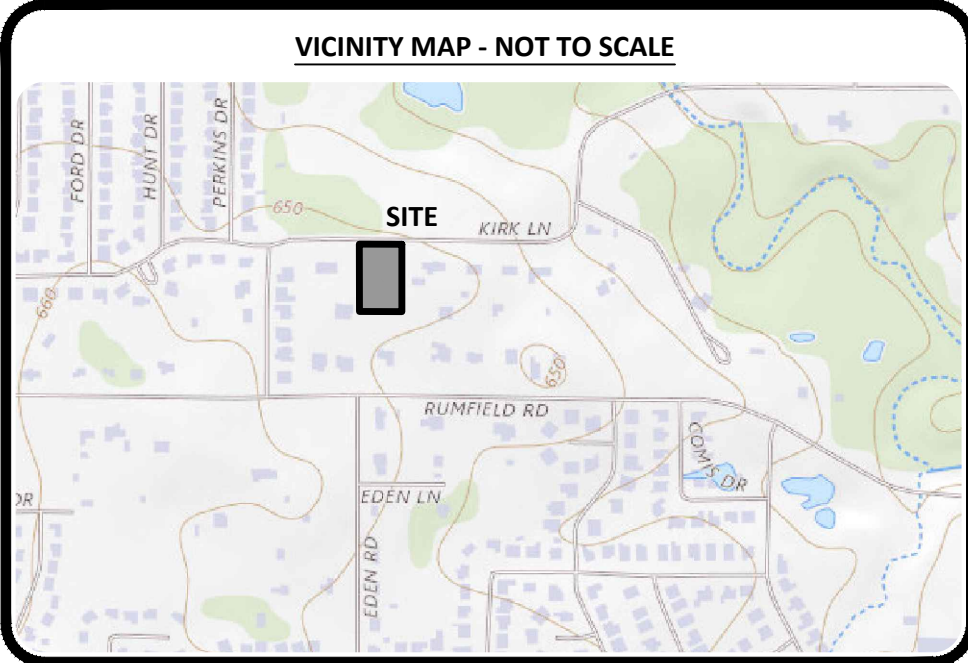 VICINITY MAP - NOT TO SCALE
FORD DR
HUNT DR
PERKINS DR
650
SITE
KIRK LN
660
650
RUMFIELD RD
COMIS DR
DR
EDEN LN
EDEN RD